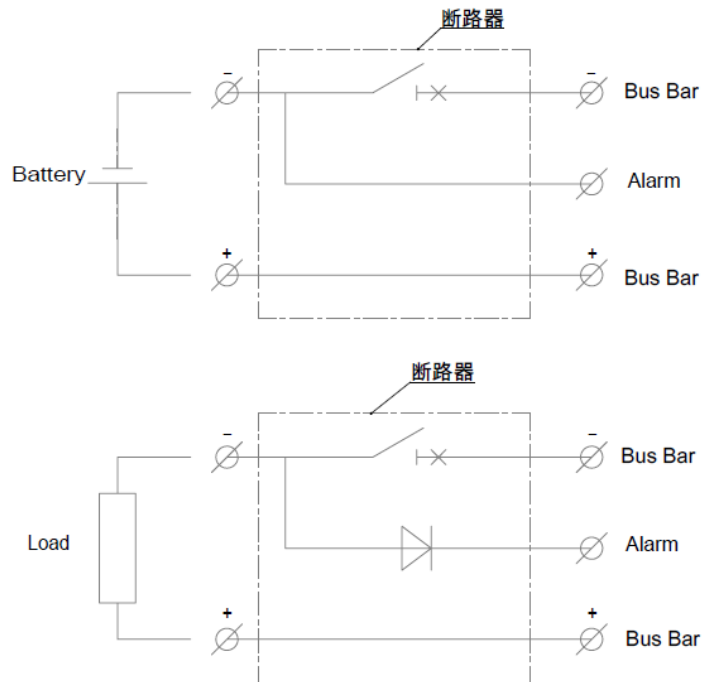 断路器
− − Bus Bar
Battery Alarm
+ + Bus Bar
断路器
− − Bus Bar
Load Alarm
+ + Bus Bar